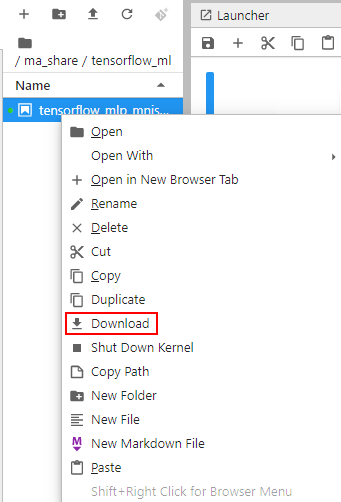 Launcher
/ ma_share / tensorflow_ml
Name
tensorflow_mlp_mnis...
Open
Open With
Open in New Browser Tab
Rename
Delete
Cut
Copy
Duplicate
Download
Shut Down Kernel
Copy Path
New Folder
New File
New Markdown File
Paste
Shift+Right Click for Browser Menu